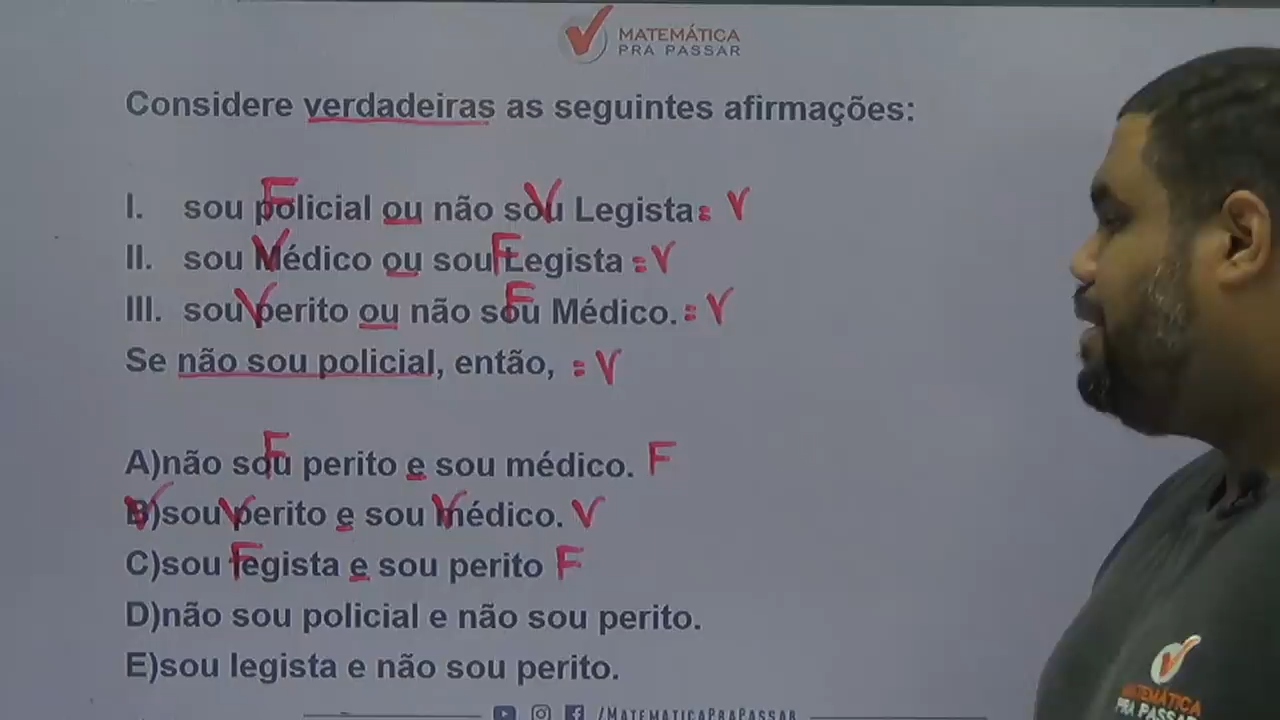 MATEMÁTICA
PRA PASSAR
Considere verdadeiras as seguintes afirmações:
I. sou policial ou não sou Legista = V
F V
II. sou Médico ou sou Legista = V
V F
III. sou perito ou não sou Médico. = V
V F
Se não sou policial, então, = V
A)não sou perito e sou médico. F
F
B)sou perito e sou médico. V
V V
C)sou legista e sou perito F
F
D)não sou policial e não sou perito.
E)sou legista e não sou perito.
/MATEMATICAPRAPASSAR
MATEMÁTICA
PRA PASSAR